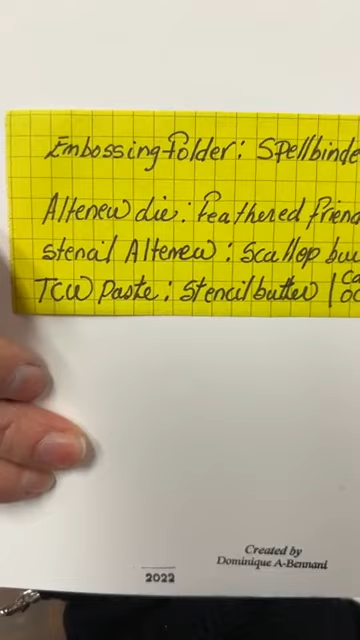 Embossing Folder: Spellbinde
Altenew die: Feathered Friend
stencil Altenew: Scallop bu
TCW Paste: Stencil butter |
Created by
Dominique A-Bennani
2022